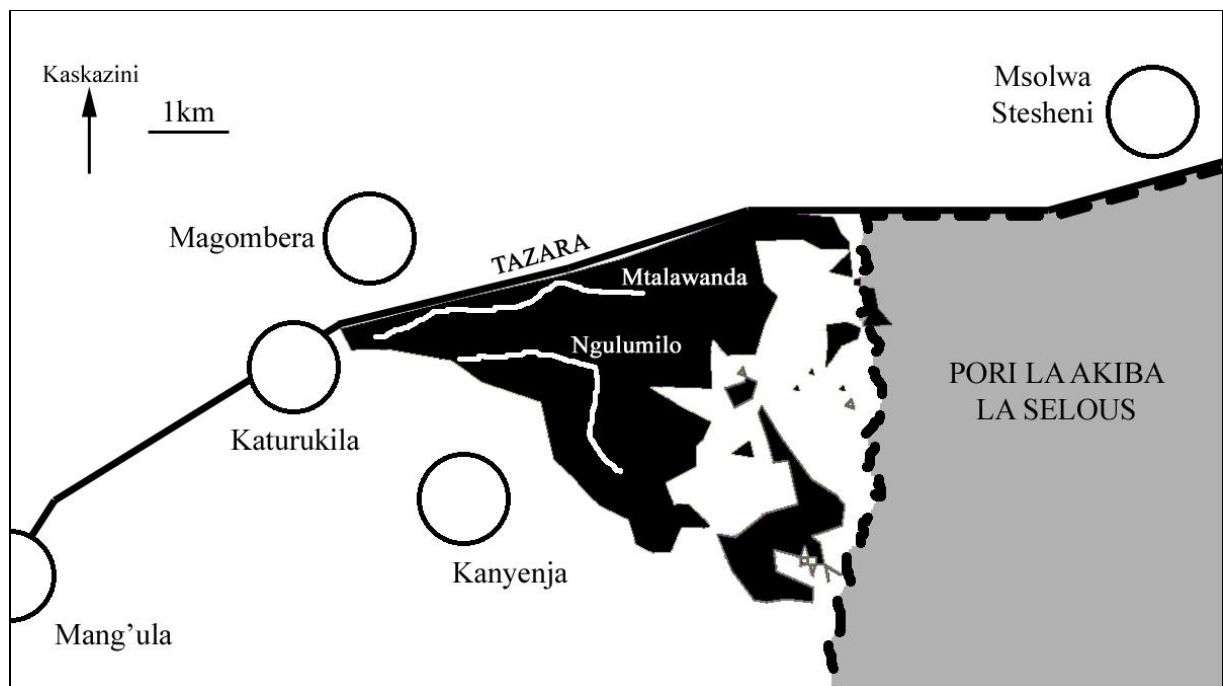 Kaskazini
1km
Msolwa
Stesheni
Magombera
TAZARA
Mtalawanda
Ngulumilo
PORI LA AKIBA
LA SELOUS
Katurukila
Kanyenja
Mang’ula